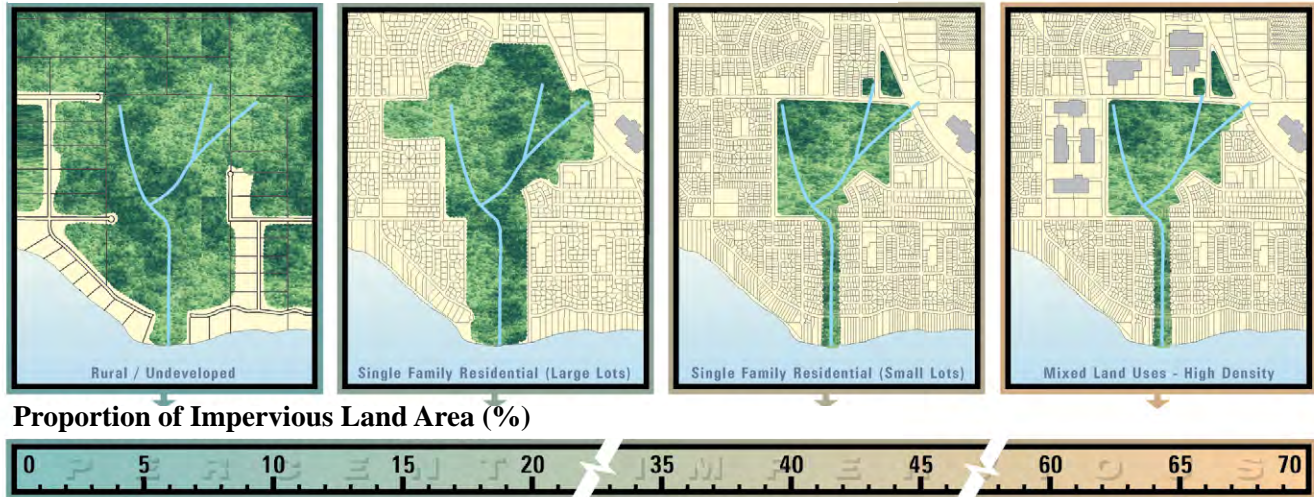 Rural / Undeveloped
Single Family Residential (Large Lots)
Single Family Residential (Small Lots)
Mixed Land Uses - High Density
Proportion of Impervious Land Area (%)
0 5 10 15 20 35 40 45 60 65 70
PERCENT